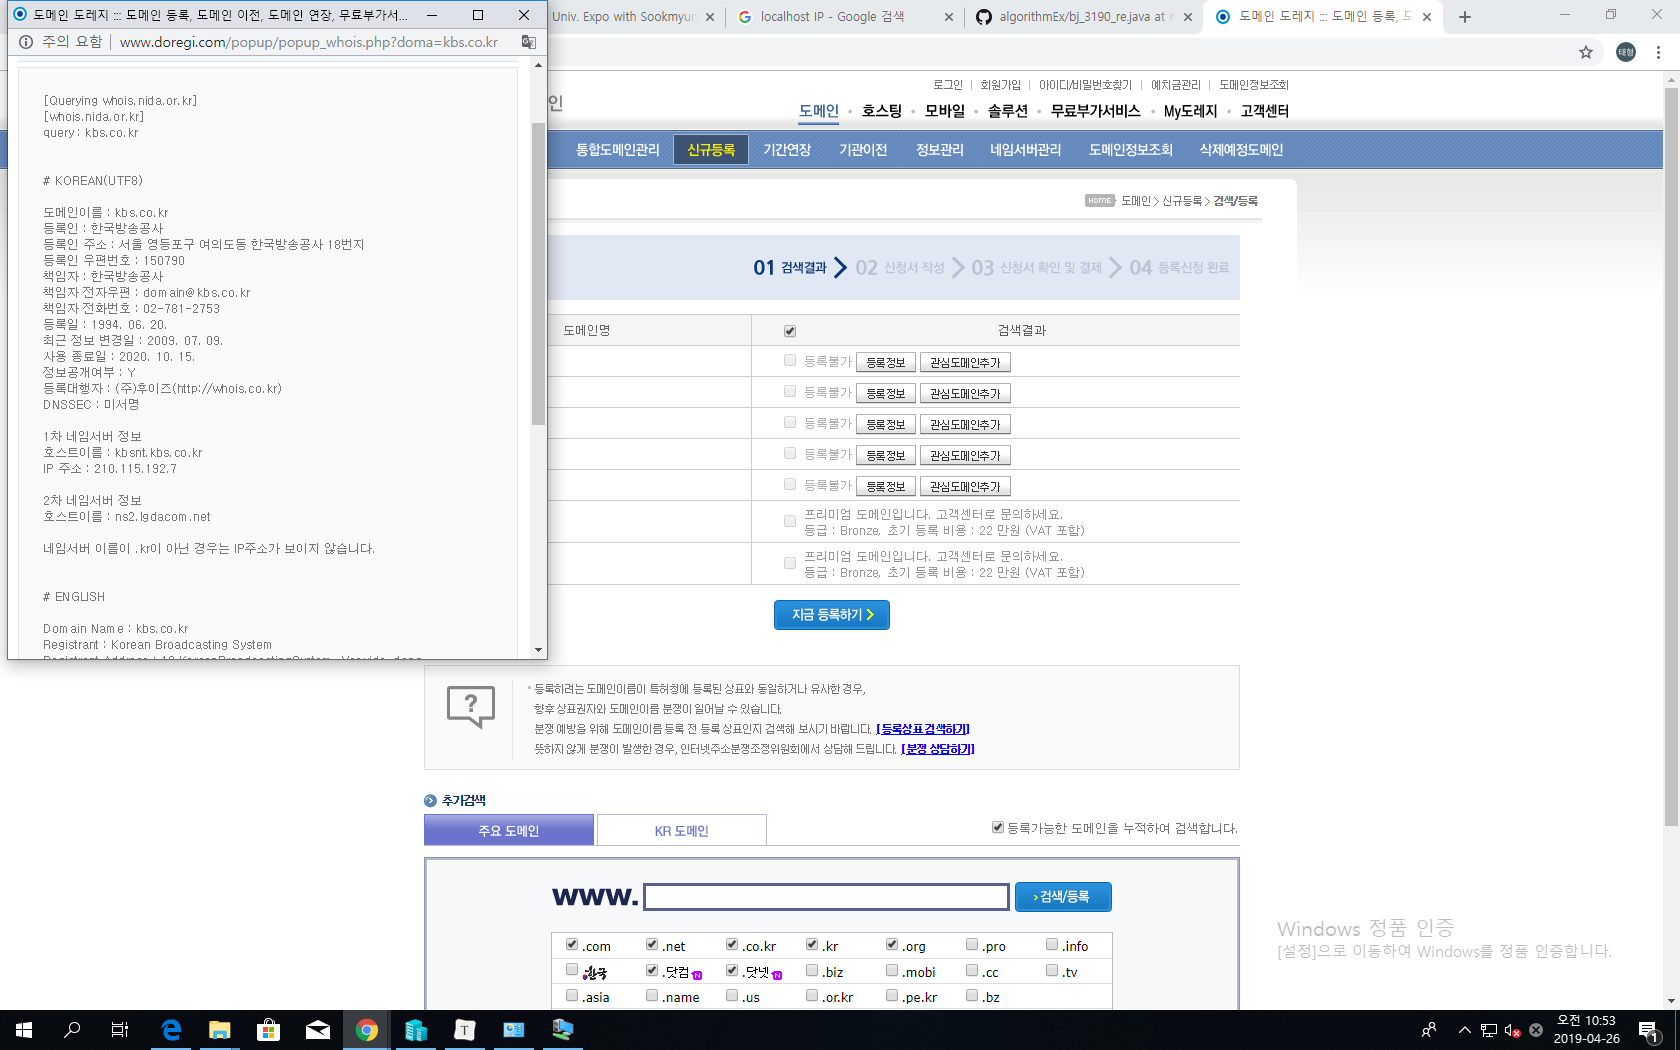 도메인 도레지 ::: 도메인 등록, 도메인 이전, 도메인 연장, 무료부가서...
주의 요함 | www.doregi.com/popup/popup_whois.php?doma=kbs.co.kr
[Querying whois.nida.or.kr]
[whois.nida.or.kr]
query : kbs.co.kr
# KOREAN(UTF8)
도메인이름 : kbs.co.kr
등록인 : 한국방송공사
등록인 주소 : 서울 영등포구 여의도동 한국방송공사 18번지
등록인 우편번호 : 150790
책임자 : 한국방송공사
책임자 전자우편 : domain@kbs.co.kr
책임자 전화번호 : 02-781-2753
등록일 : 1994. 06. 20.
최근 정보 변경일 : 2009. 07. 09.
사용 종료일 : 2020. 10. 15.
정보공개여부 : Y
등록대행자 : (주)후이즈(http://whois.co.kr)
DNSSEC : 미서명
1차 네임서버 정보
호스트이름 : kbsnt.kbs.co.kr
IP 주소 : 210.115.192.7
2차 네임서버 정보
호스트이름 : ns2.lgdacom.net
네임서버 이름이 .kr이 아닌 경우는 IP주소가 보이지 않습니다.
# ENGLISH
Domain Name : kbs.co.kr
Registrant : Korean Broadcasting System
Univ. Expo with Sookmyun
localhost IP - Google 검색
algorithmEx/bj_3190_re.java at
도메인 도레지 ::: 도메인 등록, 도
태형
인
로그인 | 회원가입 | 아이디/비밀번호찾기 | 예치금관리 | 도메인정보조회
도메인 • 호스팅 • 모바일 • 솔루션 • 무료부가서비스 • My도레지 • 고객센터
통합도메인관리 신규등록 기간연장 기관이전 정보관리 네임서버관리 도메인정보조회 삭제예정도메인
HOME 도메인 > 신규등록 > 검색/등록
01 검색결과 02 신청서 작성 03 신청서 확인 및 결제 04 등록신청 완료
도메인명 검색결과
등록불가 등록정보 관심도메인추가
등록불가 등록정보 관심도메인추가
등록불가 등록정보 관심도메인추가
등록불가 등록정보 관심도메인추가
등록불가 등록정보 관심도메인추가
프리미엄 도메인입니다. 고객센터로 문의하세요.
등급 : Bronze, 초기 등록 비용 : 22 만원 (VAT 포함)
프리미엄 도메인입니다. 고객센터로 문의하세요.
등급 : Bronze, 초기 등록 비용 : 22 만원 (VAT 포함)
지금 등록하기 >
* 등록하려는 도메인이름이 특허청에 등록된 상표와 동일하거나 유사한 경우,
향후 상표권자와 도메인이름 분쟁이 일어날 수 있습니다.
분쟁 예방을 위해 도메인이름 등록 전 등록 상표인지 검색해 보시기 바랍니다. [등록상표 검색하기]
뜻하지 않게 분쟁이 발생한 경우, 인터넷주소분쟁조정위원회에서 상담해 드립니다. [분쟁 상담하기]
추가검색
주요 도메인 KR 도메인 등록가능한 도메인을 누적하여 검색합니다.
www. › 검색/등록
.com .net .co.kr .kr .org .pro .info
.한국 .닷컴 N .닷넷 N .biz .mobi .cc .tv
.asia .name .us .or.kr .pe.kr .bz
Windows 정품 인증
[설정]으로 이동하여 Windows를 정품 인증합니다.
오전 10:53
2019-04-26
1